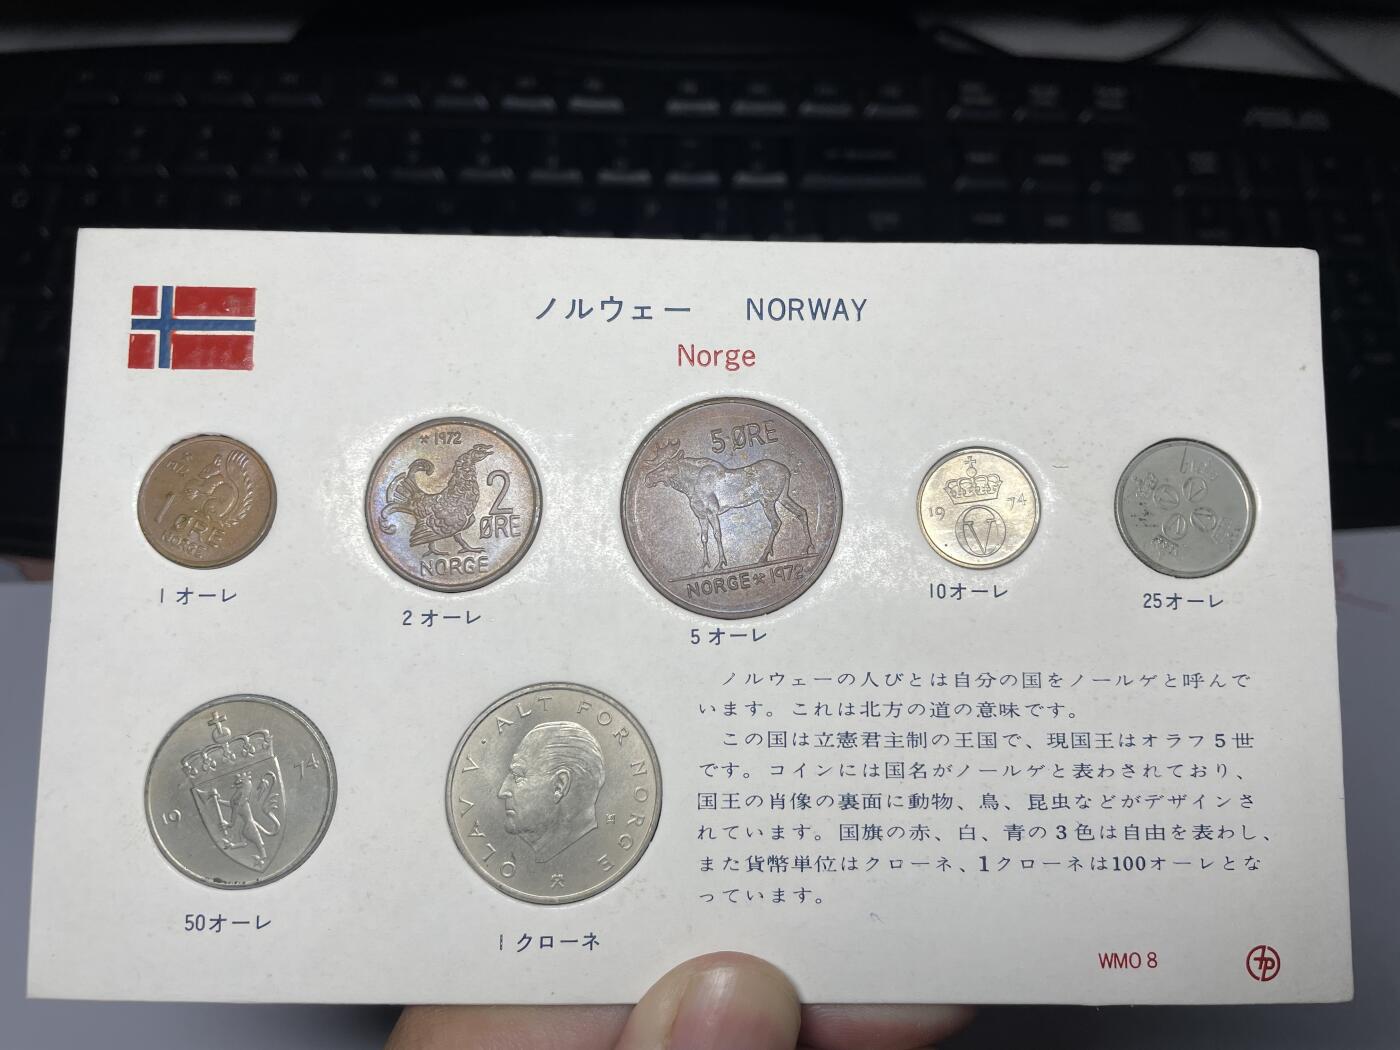 ノルウェー NORWAY
Norge
1 ØRE
NORGE
1972
2
ØRE
NORGE
5 ØRE
NORGE 1972
19 74
V
1 オーレ
2 オーレ
5 オーレ
10オーレ
25オーレ
19 74
OLAV V · ALT FOR NORGE
50オーレ
1 クローネ
ノルウェーの人びとは自分の国をノールゲと呼んで
います。これは北方の道の意味です。
この国は立憲君主制の王国で、現国王はオラフ5世
です。コインには国名がノールゲと表わされており、
国王の肖像の裏面に動物、鳥、昆虫などがデザインさ
れています。国旗の赤、白、青の3色は自由を表わし、
また貨幣単位はクローネ、1クローネは100オーレとな
っています。
WMO 8